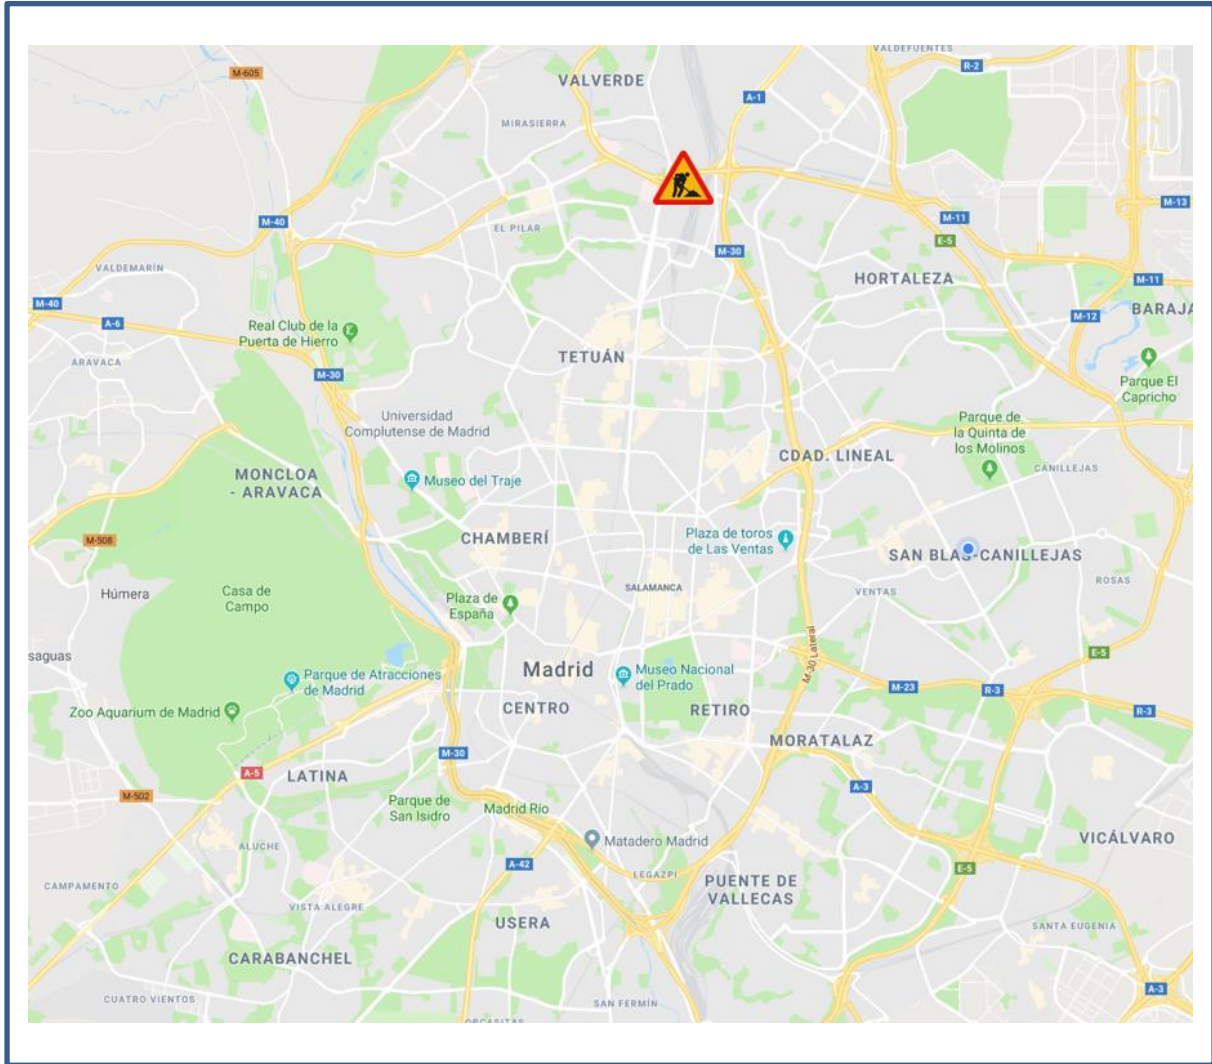 VALDEFUENTES
R-2
M-605
VALVERDE
A-1
MIRASIERRA
M-13
M-40
M-11
EL PILAR
E-5
M-30
VALDEMARÍN
HORTALEZA
M-11
M-40
BARAJA
A-6
M-12
Real Club de la
Puerta de Hierro
TETUÁN
ARAVACA
M-30
Parque El
Capricho
Universidad
Complutense de Madrid
Parque de
la Quinta de
los Molinos
CDAD. LINEAL
CANILLEJAS
MONCLOA
- ARAVACA
Museo del Traje
Plaza de toros
de Las Ventas
M-508
CHAMBERÍ
SAN BLAS-CANILLEJAS
ROSAS
Húmera
Casa de
Campo
SALAMANCA
VENTAS
Plaza de
España
M-30 Lateral
saguas
E-5
Madrid
Museo Nacional
del Prado
Parque de Atracciones
de Madrid
M-23
R-3
Zoo Aquarium de Madrid
CENTRO
RETIRO
R-3
MORATALAZ
M-30
A-5
LATINA
A-3
M-502
Parque de
San Isidro
Madrid Río
Matadero Madrid
VICÁLVARO
ALUCHE
A-42
LEGAZPI
E-5
CAMPAMENTO
PUENTE DE
VALLECAS
VISTA ALEGRE
USERA
SANTA EUGENIA
CARABANCHEL
A-3
CUATRO VIENTOS
SAN FERMÍN
ORCASITAS